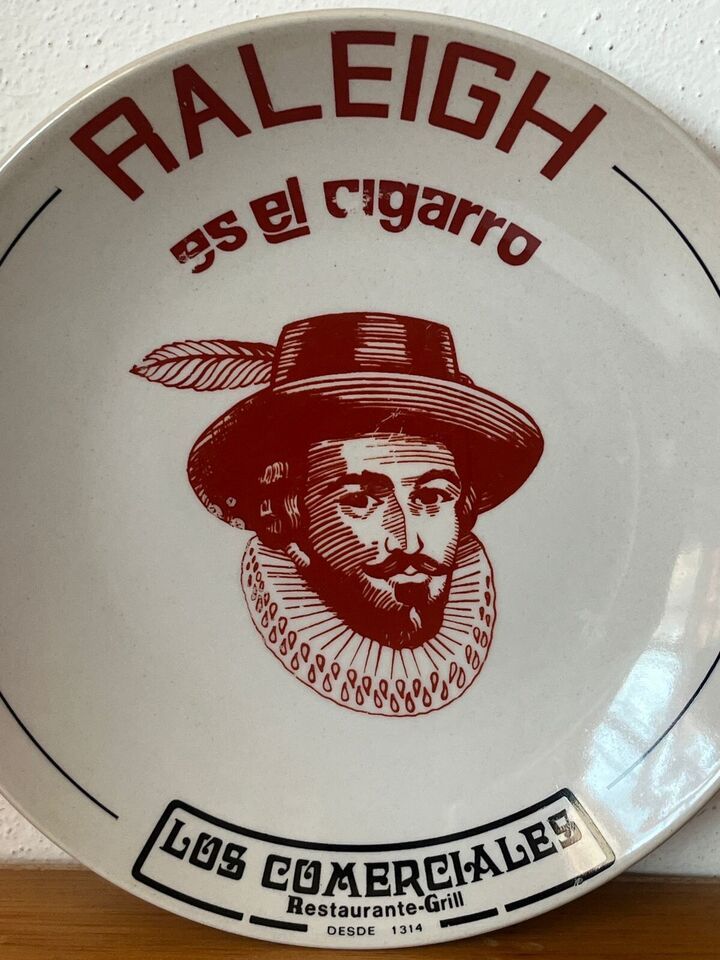 RALEIGH
es el cigarro
LOS COMERCIALES
Restaurante-Grill
DESDE 1314